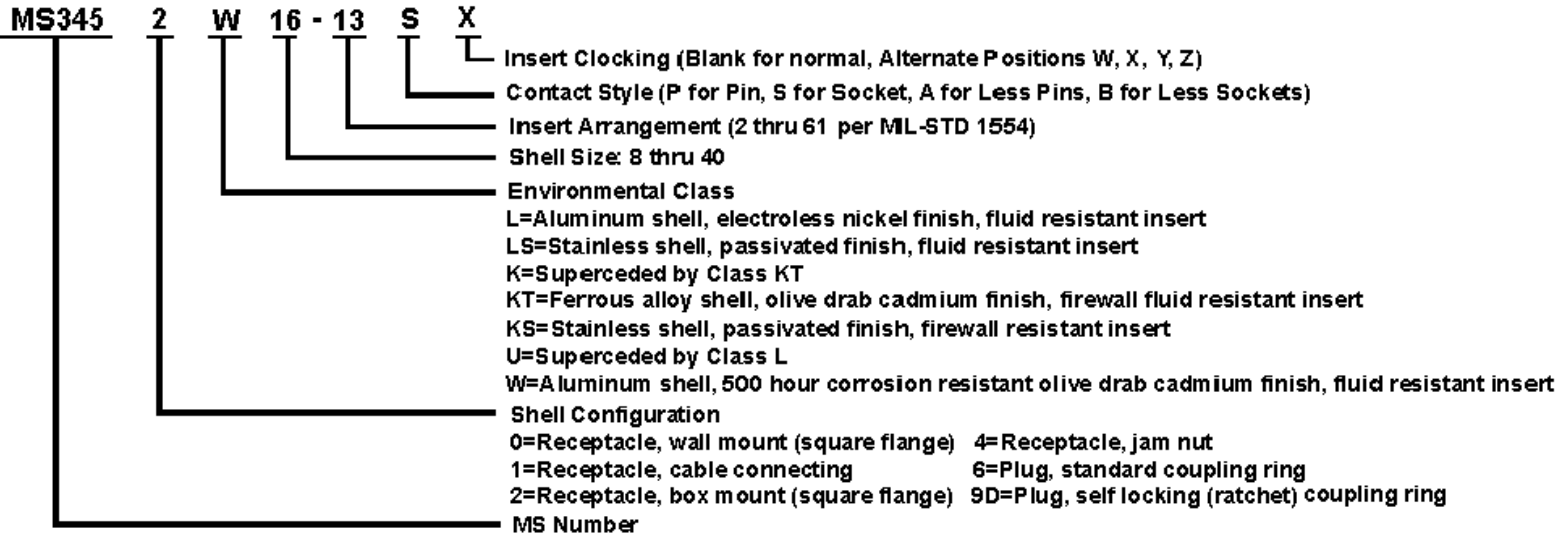 MS345 2 W 16 - 13 S X
Insert Clocking (Blank for normal, Alternate Positions W, X, Y, Z)
Contact Style (P for Pin, S for Socket, A for Less Pins, B for Less Sockets)
Insert Arrangement (2 thru 61 per MIL-STD 1554)
Shell Size: 8 thru 40
Environmental Class
L=Aluminum shell, electroless nickel finish, fluid resistant insert
LS=Stainless shell, passivated finish, fluid resistant insert
K=Superceded by Class KT
KT=Ferrous alloy shell, olive drab cadmium finish, firewall fluid resistant insert
KS=Stainless shell, passivated finish, firewall resistant insert
U=Superceded by Class L
W=Aluminum shell, 500 hour corrosion resistant olive drab cadmium finish, fluid resistant insert
Shell Configuration
0=Receptacle, wall mount (square flange) 4=Receptacle, jam nut
1=Receptacle, cable connecting 6=Plug, standard coupling ring
2=Receptacle, box mount (square flange) 9D=Plug, self locking (ratchet) coupling ring
MS Number